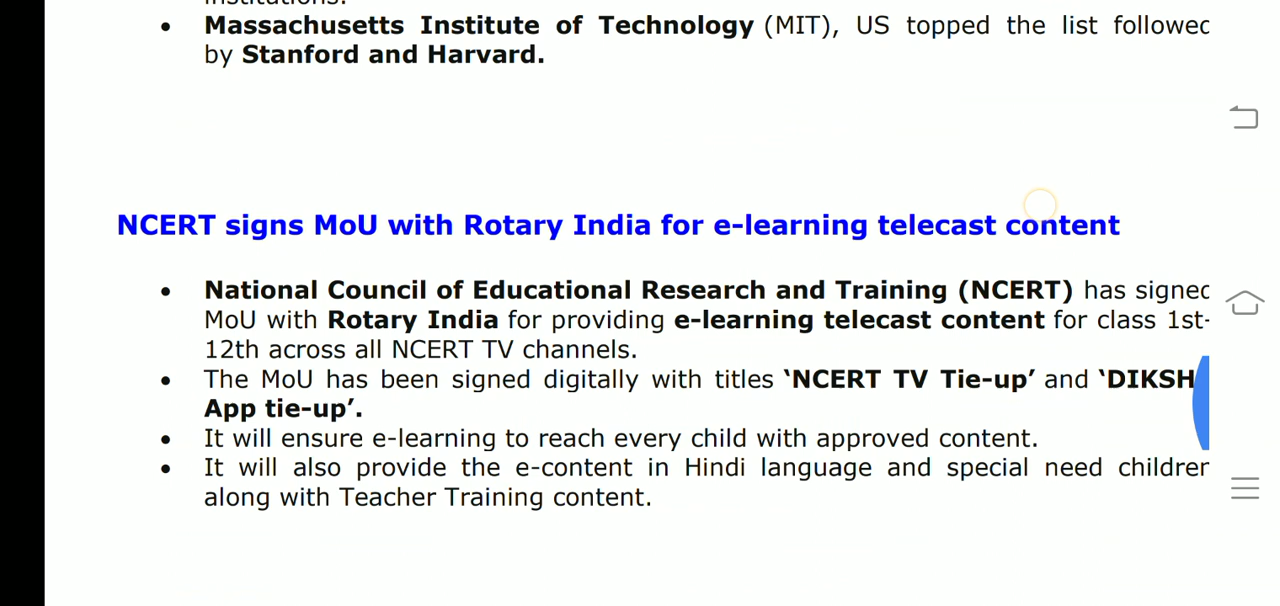 institutions.
• Massachusetts Institute of Technology (MIT), US topped the list followed
by Stanford and Harvard.
NCERT signs MoU with Rotary India for e-learning telecast content
• National Council of Educational Research and Training (NCERT) has signed
MoU with Rotary India for providing e-learning telecast content for class 1st-
12th across all NCERT TV channels.
• The MoU has been signed digitally with titles ‘NCERT TV Tie-up’ and ‘DIKSH
App tie-up’.
• It will ensure e-learning to reach every child with approved content.
• It will also provide the e-content in Hindi language and special need children
along with Teacher Training content.